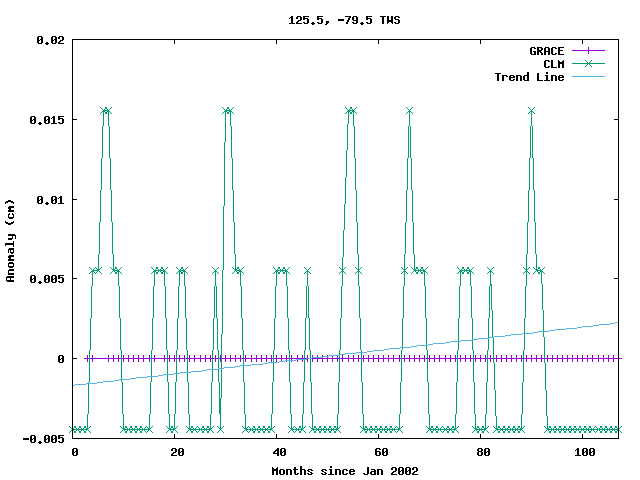 125.5, -79.5 TWS
GRACE
CLM
Trend Line
0.02
0.015
0.01
0.005
0
-0.005
Anomaly (cm)
0 20 40 60 80 100
Months since Jan 2002